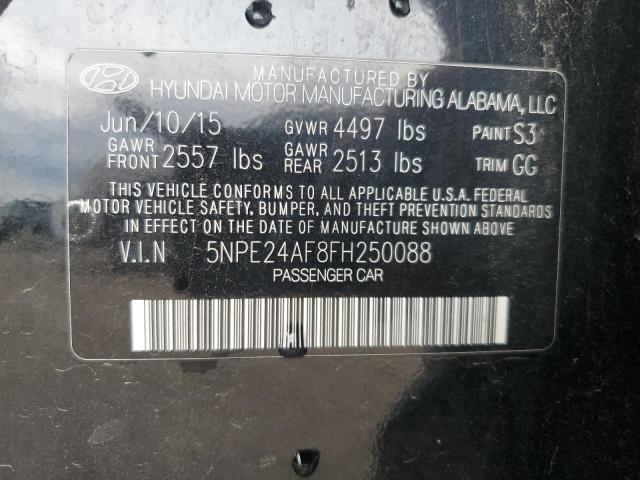 MANUFACTURED BY
HYUNDAI MOTOR MANUFACTURING ALABAMA, LLC
Jun/10/15 GVWR 4497 lbs PAINT S3
GAWR FRONT 2557 lbs GAWR REAR 2513 lbs TRIM GG
THIS VEHICLE CONFORMS TO ALL APPLICABLE U.S.A. FEDERAL
MOTOR VEHICLE SAFETY, BUMPER, AND THEFT PREVENTION STANDARDS
IN EFFECT ON THE DATE OF MANUFACTURE SHOWN ABOVE.
V.I.N 5NPE24AF8FH250088
PASSENGER CAR